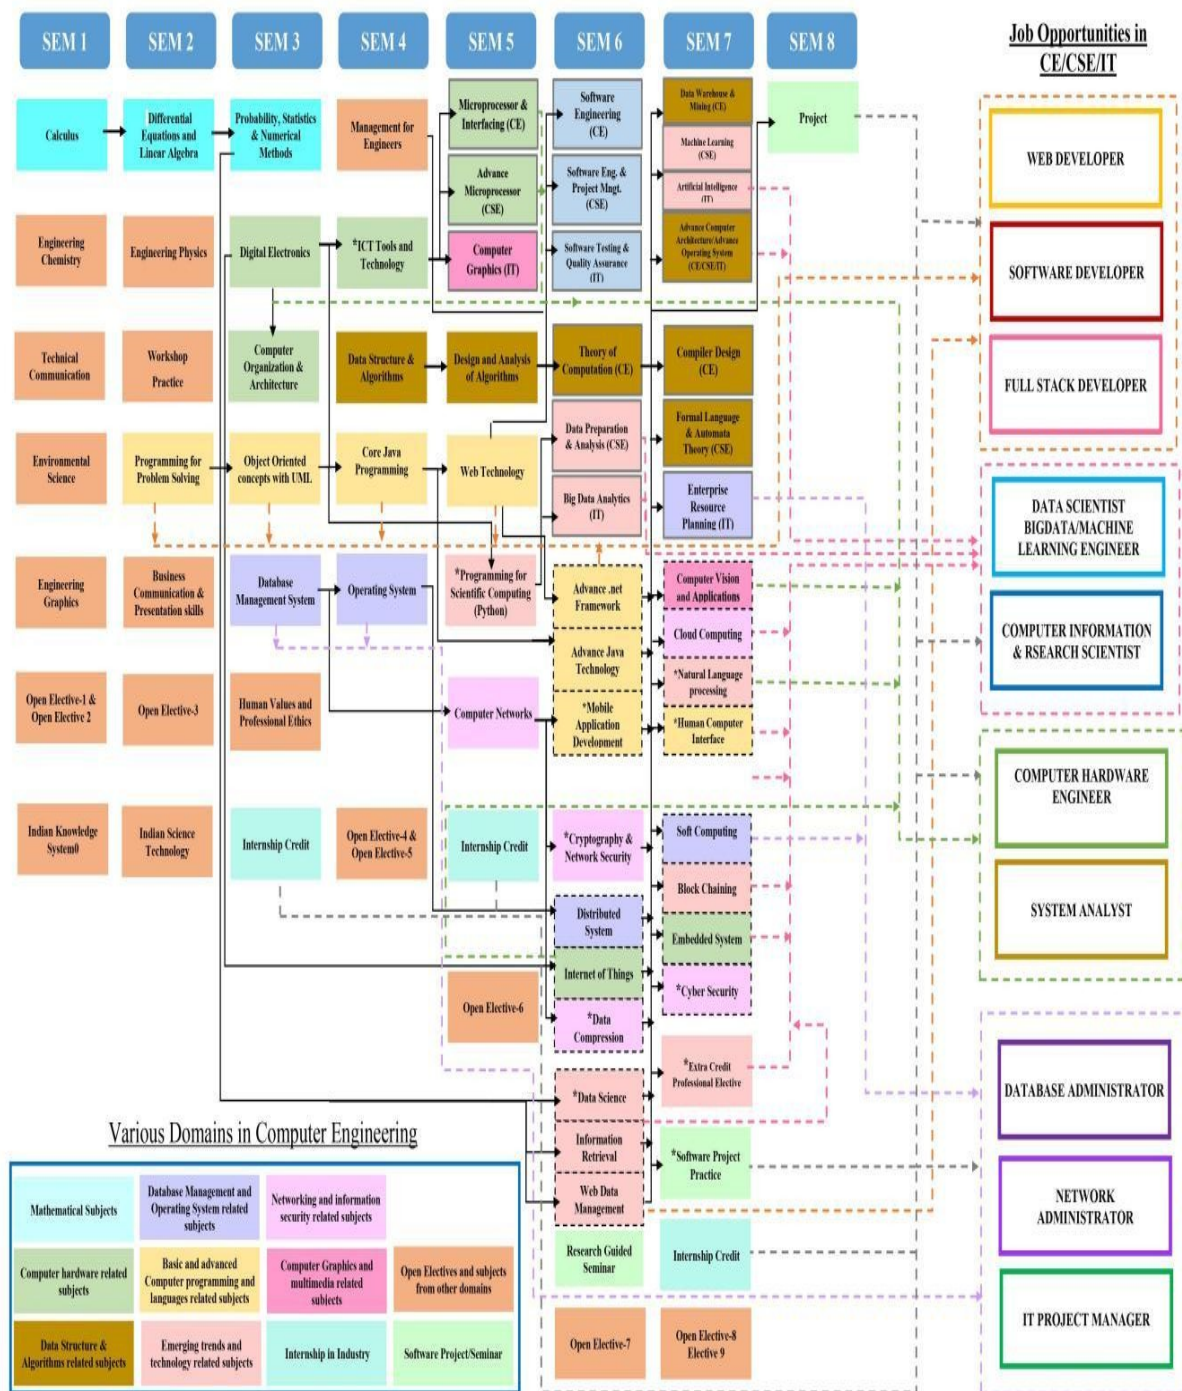 SEM 1
SEM 2
SEM 3
SEM 4
SEM 5
SEM 6
SEM 7
SEM 8
Job Opportunities in
CE/CSE/IT
Calculus
Differential
Equations and
Linear Algebra
Probability, Statistics
& Numerical
Methods
Management for
Engineers
Microprocessor &
Interfacing (CE)
Advance
Microprocessor
(CSE)
Computer
Graphics (IT)
Software
Engineering
(CE)
Software Eng. &
Project Mngt.
(CSE)
Software Testing &
Quality Assurance
(IT)
Data Warehouse &
Mining (CE)
Machine Learning
(CSE)
Artificial Intelligence
(IT)
Advance Computer
Architecture/Advance
Operating System
(CE/CSE/IT)
Project
Engineering
Chemistry
Engineering Physics
Digital Electronics
*ICT Tools and
Technology
Technical
Communication
Workshop
Practice
Computer
Organization &
Architecture
Data Structure &
Algorithms
Design and Analysis
of Algorithms
Theory of
Computation (CE)
Compiler Design
(CE)
Environmental
Science
Programming for
Problem Solving
Object Oriented
concepts with UML
Core Java
Programming
Web Technology
Data Preparation
& Analysis (CSE)
Big Data Analytics
(IT)
Formal Language
& Automata
Theory (CSE)
Enterprise
Resource
Planning (IT)
Engineering
Graphics
Business
Communication &
Presentation skills
Database
Management System
Operating System
*Programming for
Scientific Computing
(Python)
Advance .net
Framework
Advance Java
Technology
*Mobile
Application
Development
Computer Vision
and Applications
Cloud Computing
*Natural Language
processing
*Human Computer
Interface
Open Elective-1 &
Open Elective 2
Open Elective-3
Human Values and
Professional Ethics
Computer Networks
Indian Knowledge
System0
Indian Science
Technology
Internship Credit
Open Elective-4 &
Open Elective-5
Internship Credit
*Cryptography &
Network Security
Soft Computing
Block Chaining
Distributed
System
Embedded System
Internet of Things
*Cyber Security
Open Elective-6
*Data
Compression
*Data Science
*Extra Credit
Professional Elective
Information
Retrieval
*Software Project
Practice
Web Data
Management
Research Guided
Seminar
Internship Credit
Open Elective-7
Open Elective-8
Elective 9
WEB DEVELOPER
SOFTWARE DEVELOPER
FULL STACK DEVELOPER
DATA SCIENTIST
BIGDATA/MACHINE
LEARNING ENGINEER
COMPUTER INFORMATION
& RSEARCH SCIENTIST
COMPUTER HARDWARE
ENGINEER
SYSTEM ANALYST
DATABASE ADMINISTRATOR
NETWORK
ADMINISTRATOR
IT PROJECT MANAGER
Various Domains in Computer Engineering
Mathematical Subjects
Database Management and
Operating System related
subjects
Networking and information
security related subjects
Computer hardware related
subjects
Basic and advanced
Computer programming and
languages related subjects
Computer Graphics and
multimedia related
subjects
Open Electives and subjects
from other domains
Data Structure &
Algorithms related subjects
Emerging trends and
technology related subjects
Internship in Industry
Software Project/Seminar